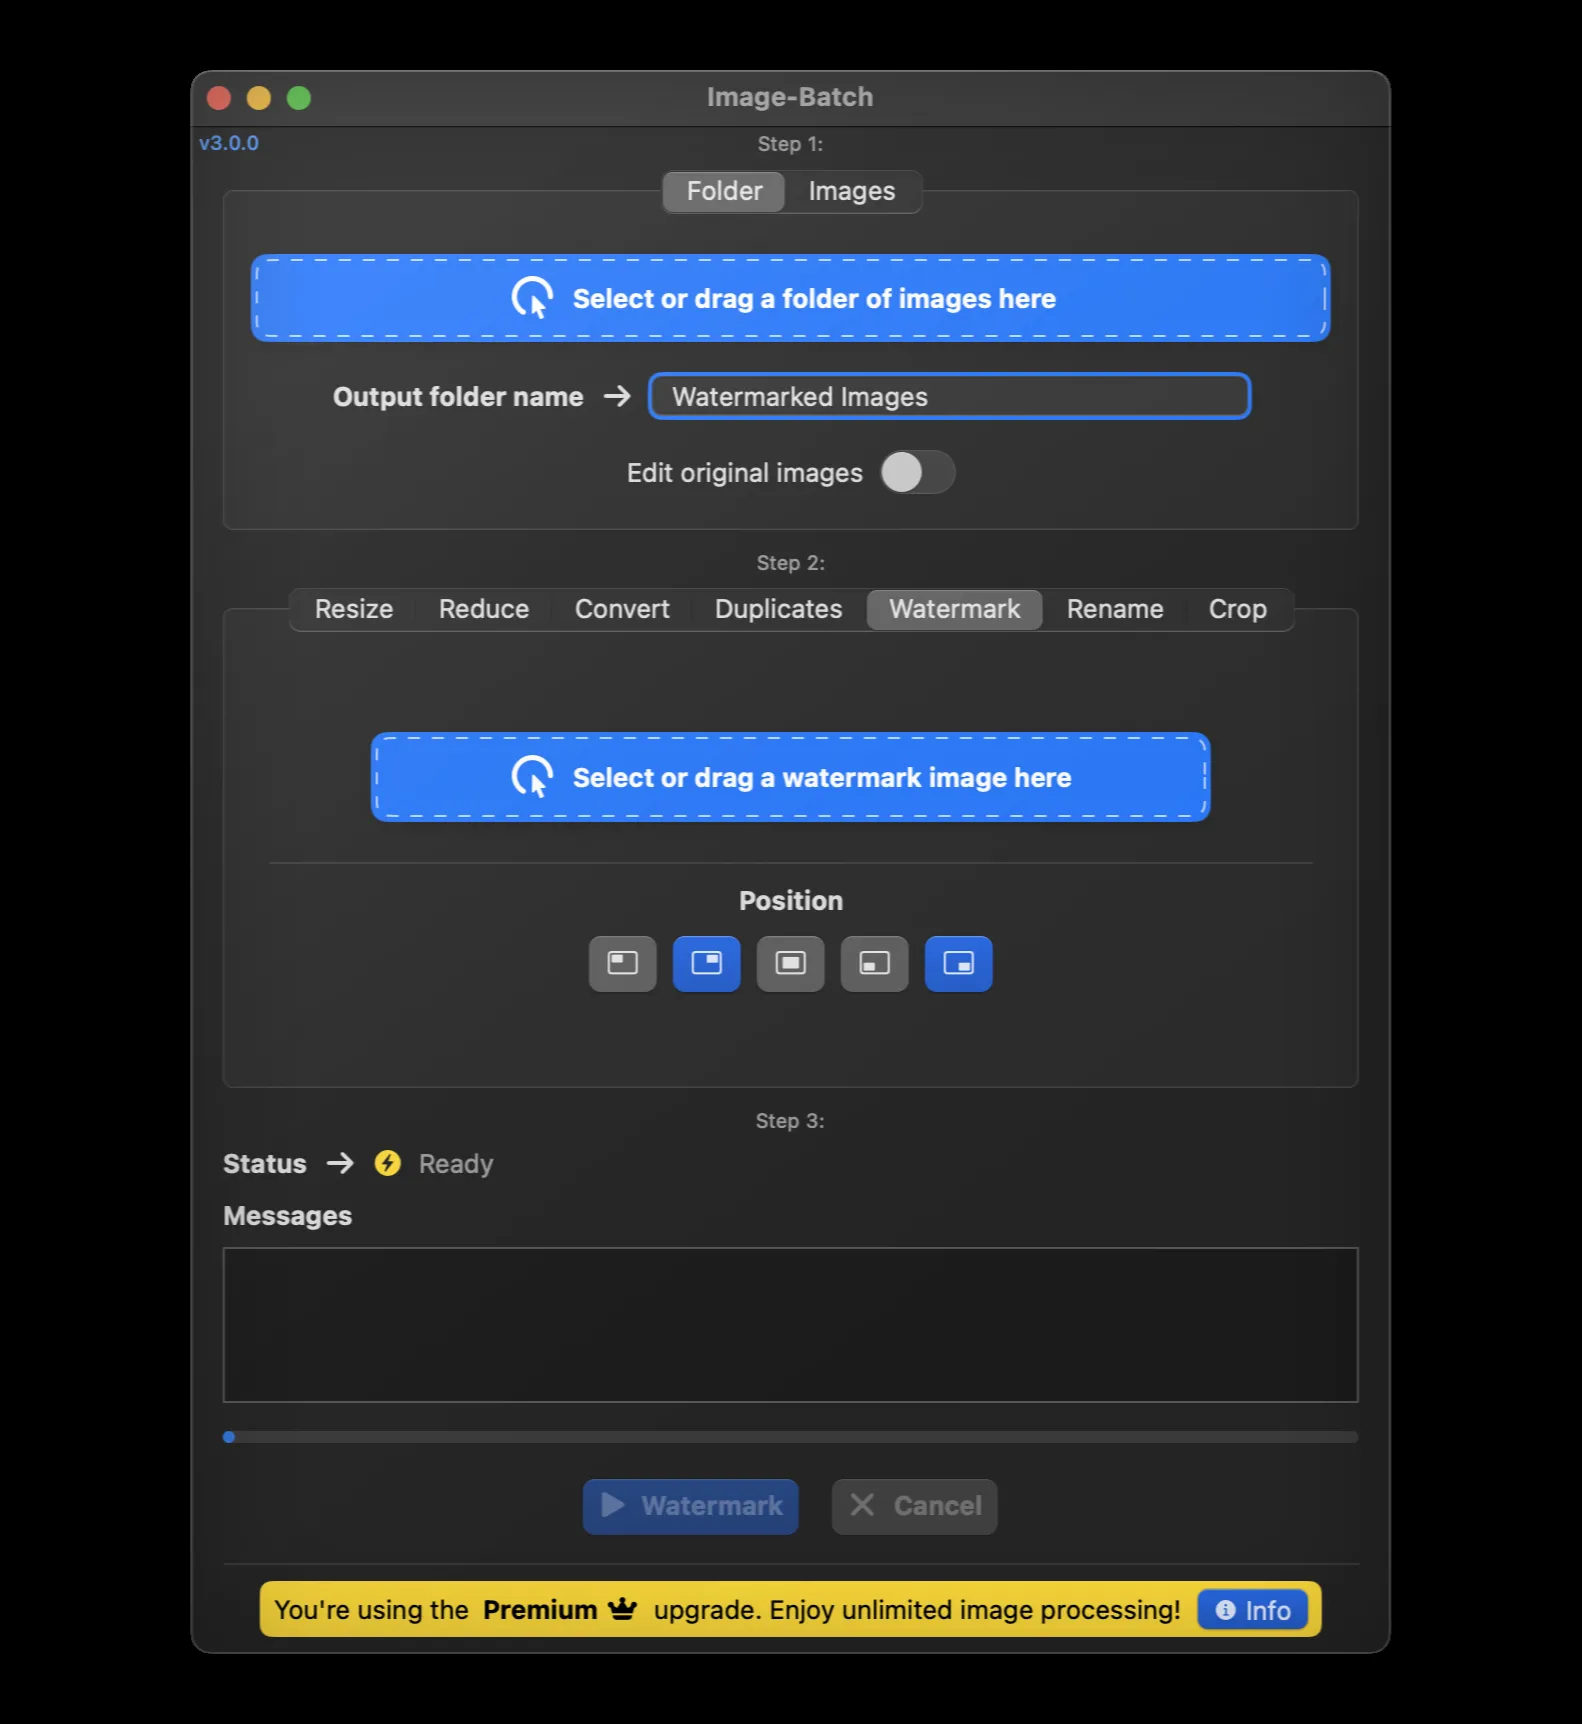 Image-Batch
v3.0.0
Step 1:
Folder Images
Select or drag a folder of images here
Output folder name → Watermarked Images
Edit original images
Step 2:
Resize Reduce Convert Duplicates Watermark Rename Crop
Select or drag a watermark image here
Position
Step 3:
Status → Ready
Messages
Watermark Cancel
You're using the Premium upgrade. Enjoy unlimited image processing! Info